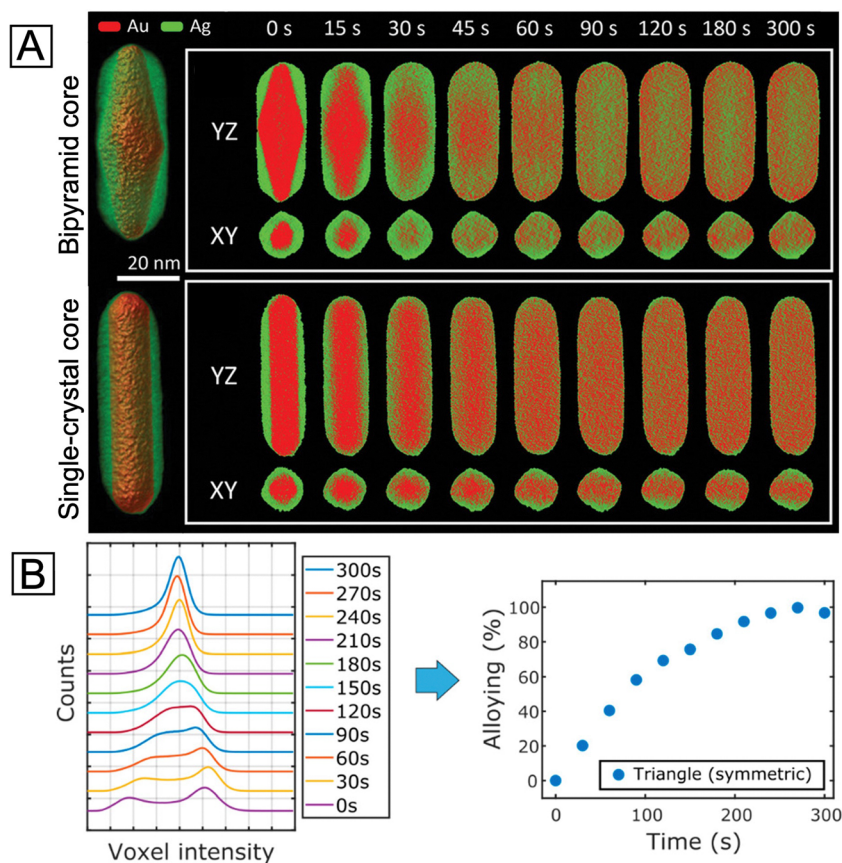 A
Au Ag 0 s 15 s 30 s 45 s 60 s 90 s 120 s 180 s 300 s
Bipyramid core
YZ
XY
20 nm
Single-crystal core
YZ
XY
B
Counts
Voxel intensity
300s
270s
240s
210s
180s
150s
120s
90s
60s
30s
0s
Alloying (%)
100
80
60
40
20
0
Triangle (symmetric)
0 100 200 300
Time (s)